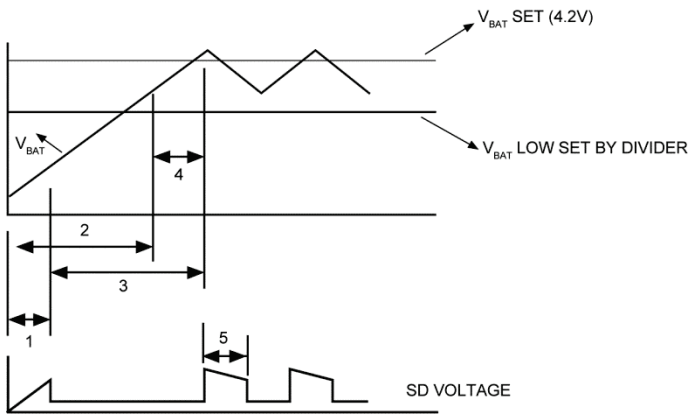 V_BAT SET (4.2V)
V_BAT
V_BAT LOW SET BY DIVIDER
4
2
3
1
5
SD VOLTAGE